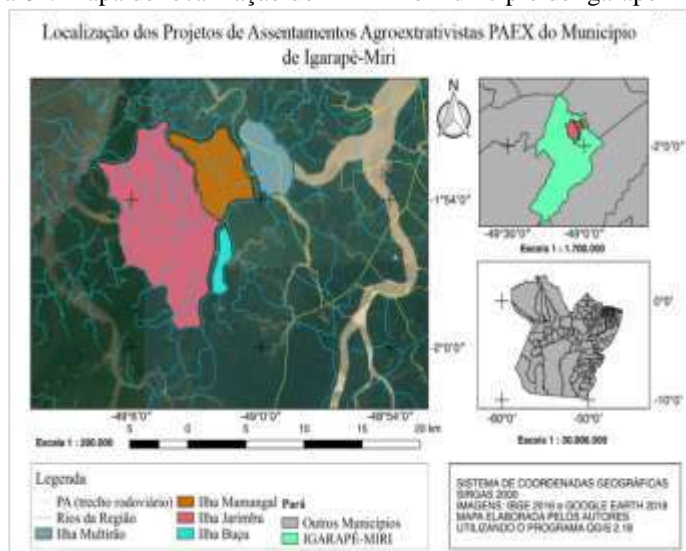 Localização dos Projetos de Assentamentos Agroextrativistas PAEX do Município
de Igarapé-Miri
N
-2°0'0"
-49°30'0" -49°0'0"
Escala 1 : 1.700.000
-1°54'0"
-2°0'0"
-49°6'0" -49°0'0" -48°54'0"
0°0'
-10°0'
-60°0' -50°0'
Escala 1 : 30.000.000
5 0 5 10 15 20 km
Escala 1 : 200.000
Legenda
PA (trecho rodoviário)
Rios da Região
Ilha Mutirão
Ilha Mamangal
Ilha Jarimbu
Ilha Buçu
Pará
Outros Municípios
IGARAPÉ-MIRI
SISTEMA DE COORDENADAS GEOGRÁFICAS
SIRGAS 2000
IMAGENS: IBGE 2016 e GOOGLE EARTH 2018
MAPA ELABORADA PELOS AUTORES
UTILIZANDO O PROGRAMA QGIS 2.18